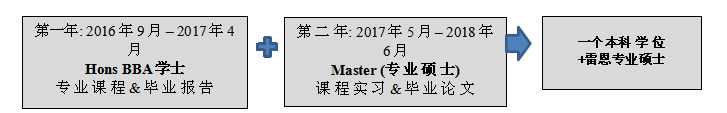 第一年: 2016 年 9 月 – 2017 年 4
月
Hons BBA 学士
专 业 课 程 & 毕 业 报 告
第 二 年: 2017 年 5 月 – 2018 年
6 月
Master (专 业 硕 士)
课 程 实 习 & 毕 业 论 文
一 个 本 科 学 位
+雷恩专业硕士